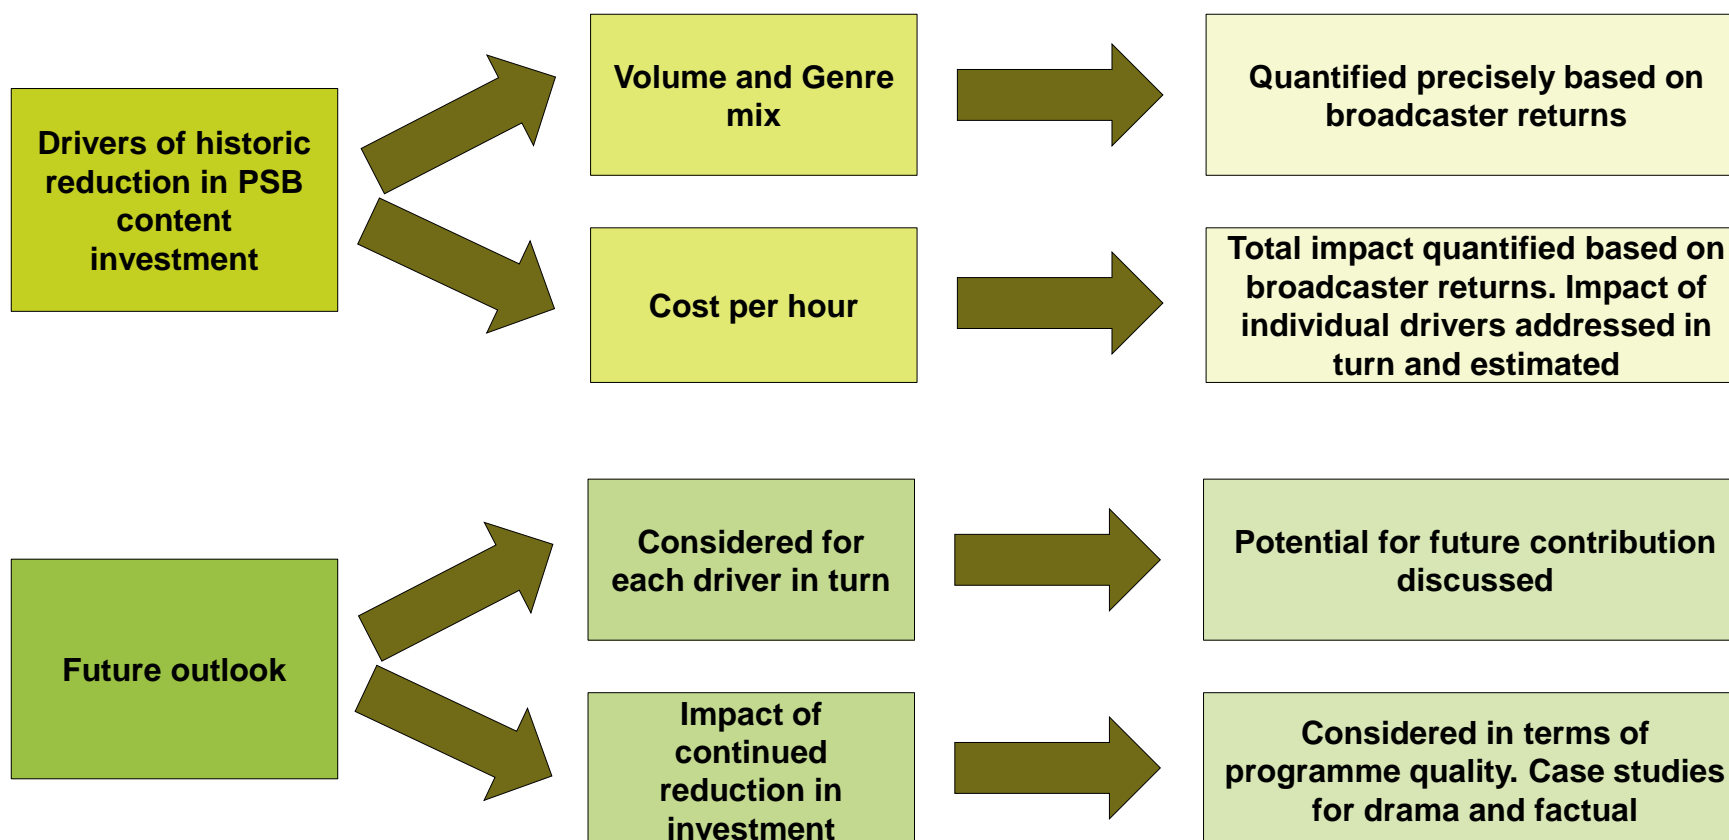 Drivers of historic
reduction in PSB
content
investment
Volume and Genre
mix
Quantified precisely based on
broadcaster returns
Cost per hour
Total impact quantified based on
broadcaster returns. Impact of
individual drivers addressed in
turn and estimated
Future outlook
Considered for
each driver in turn
Potential for future contribution
discussed
Impact of
continued
reduction in
investment
Considered in terms of
programme quality. Case studies
for drama and factual